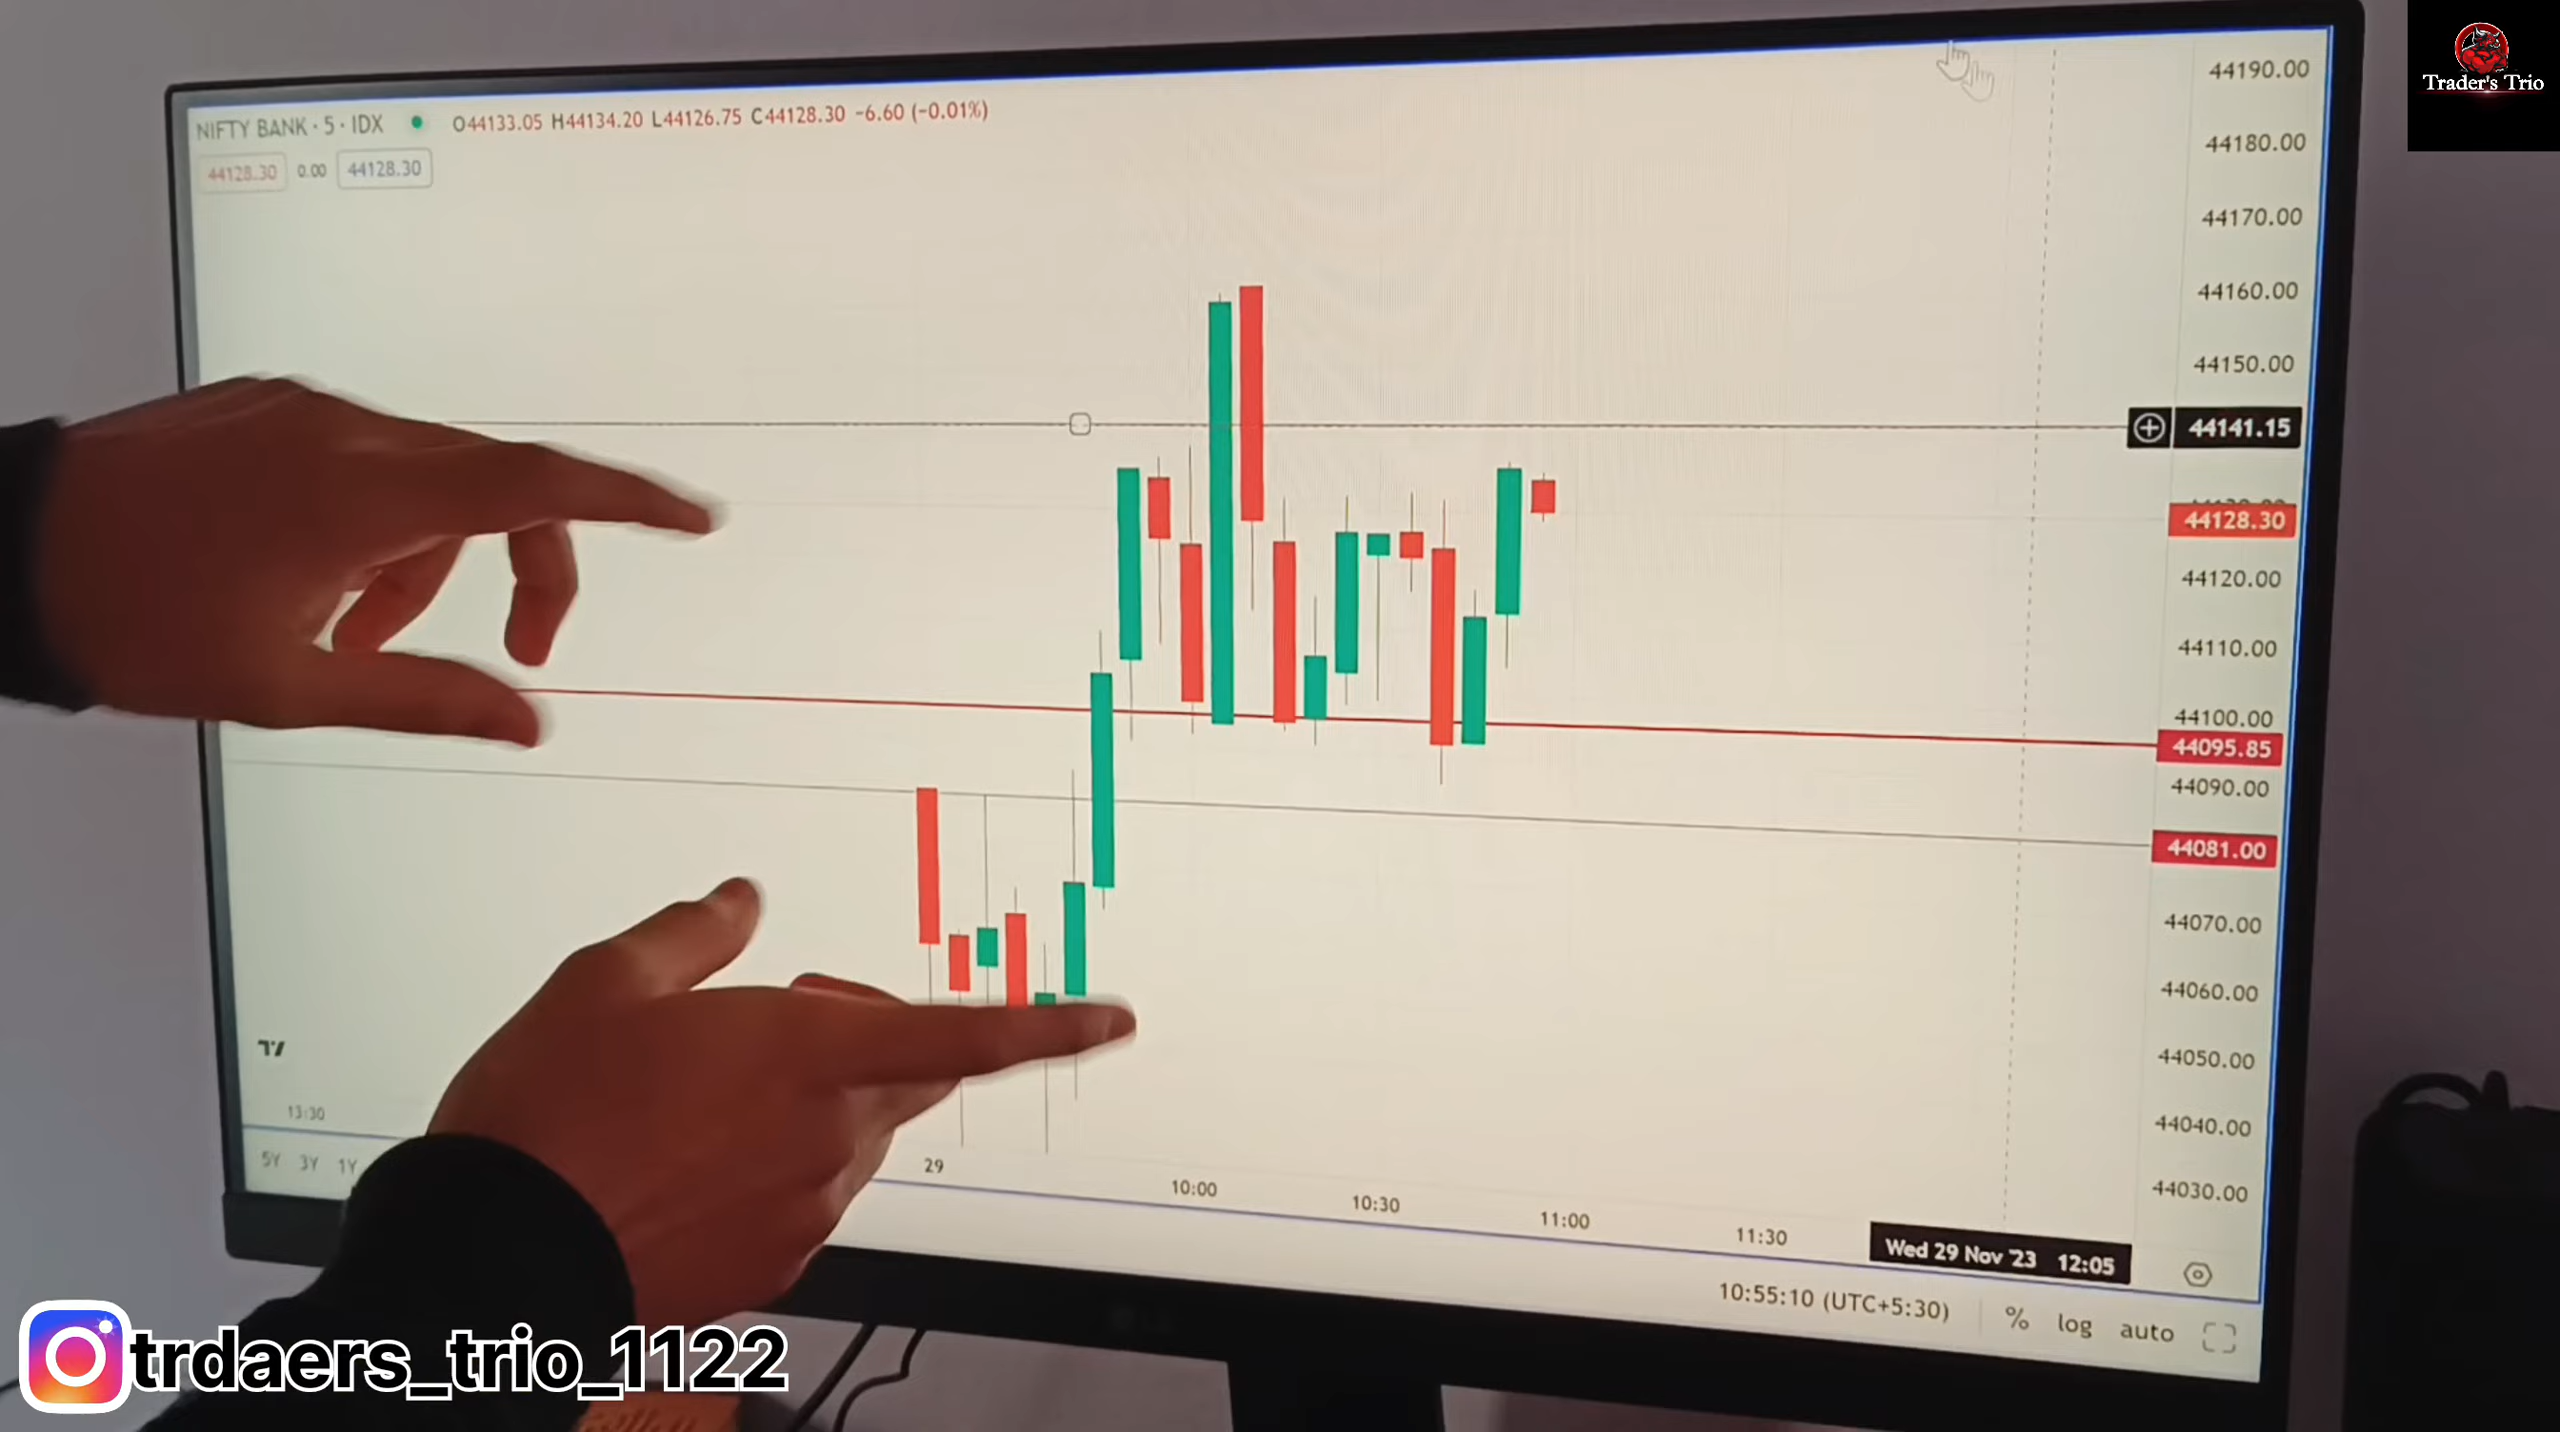 Trader's Trio
NIFTY BANK · 5 · IDX O44133.05 H44134.20 L44126.75 C44128.30 −6.60 (−0.01%)
44128.30 0.00 44128.30
44190.00
44180.00
44170.00
44160.00
44150.00
44141.15
44128.30
44120.00
44110.00
44100.00
44095.85
44090.00
44081.00
44070.00
44060.00
44050.00
44040.00
44030.00
13:30 29 10:00 10:30 11:00 11:30 Wed 29 Nov '23 12:05
5Y 3Y 1Y
10:55:10 (UTC+5:30) % log auto
trdaers_trio_1122